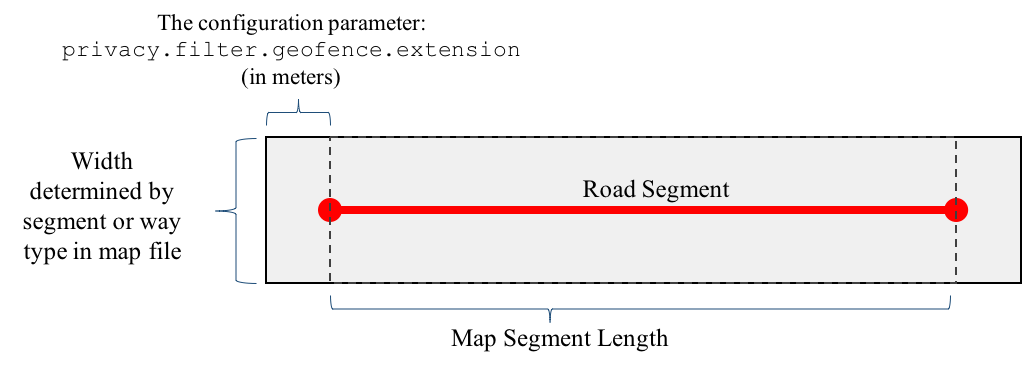 The configuration parameter:
privacy.filter.geofence.extension
(in meters)
Width
determined by
segment or way
type in map file
Road Segment
Map Segment Length